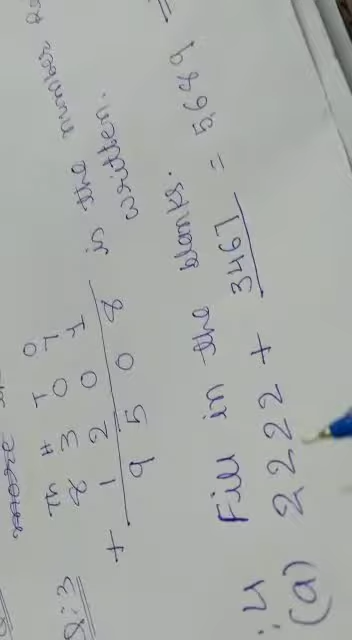 Th H T O
Q:3 8 3 0 7
+ 1 2 0 1
9 5 0 8 in the number
written.
4 Fill in the blanks.
(a) 2222 + 3467 = 5689